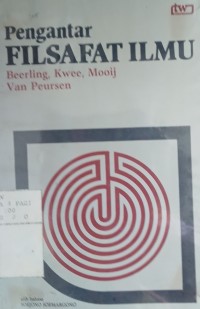 tw
Pengantar
FILSAFAT ILMU
Beerling, Kwee, Mooij
Van Peursen